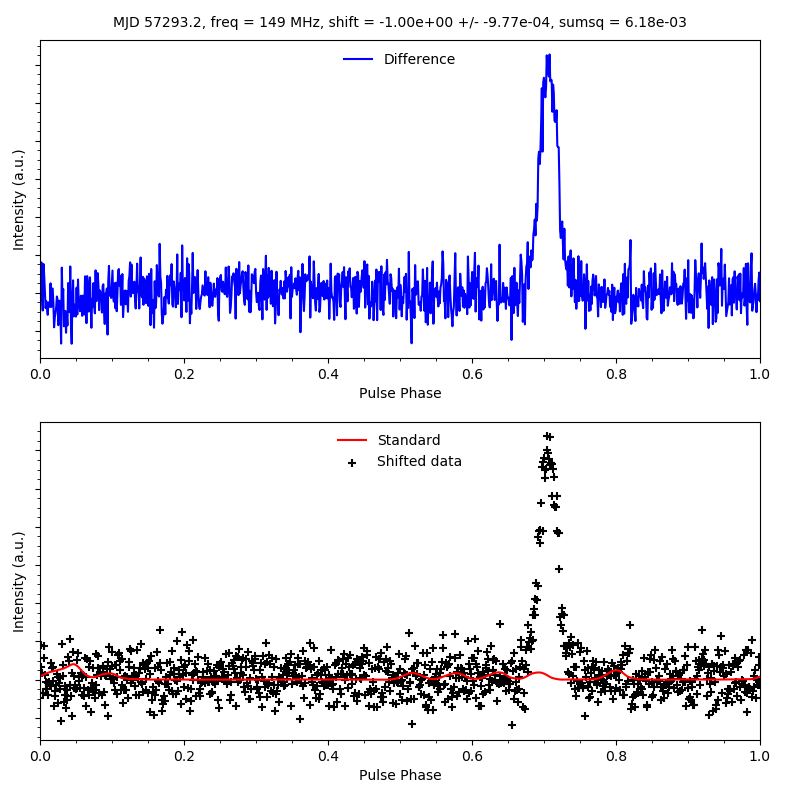 MJD 57293.2, freq = 149 MHz, shift = -1.00e+00 +/- -9.77e-04, sumsq = 6.18e-03
Difference
Intensity (a.u.)
0.0 0.2 0.4 0.6 0.8 1.0
Pulse Phase
Standard
Shifted data
Intensity (a.u.)
0.0 0.2 0.4 0.6 0.8 1.0
Pulse Phase